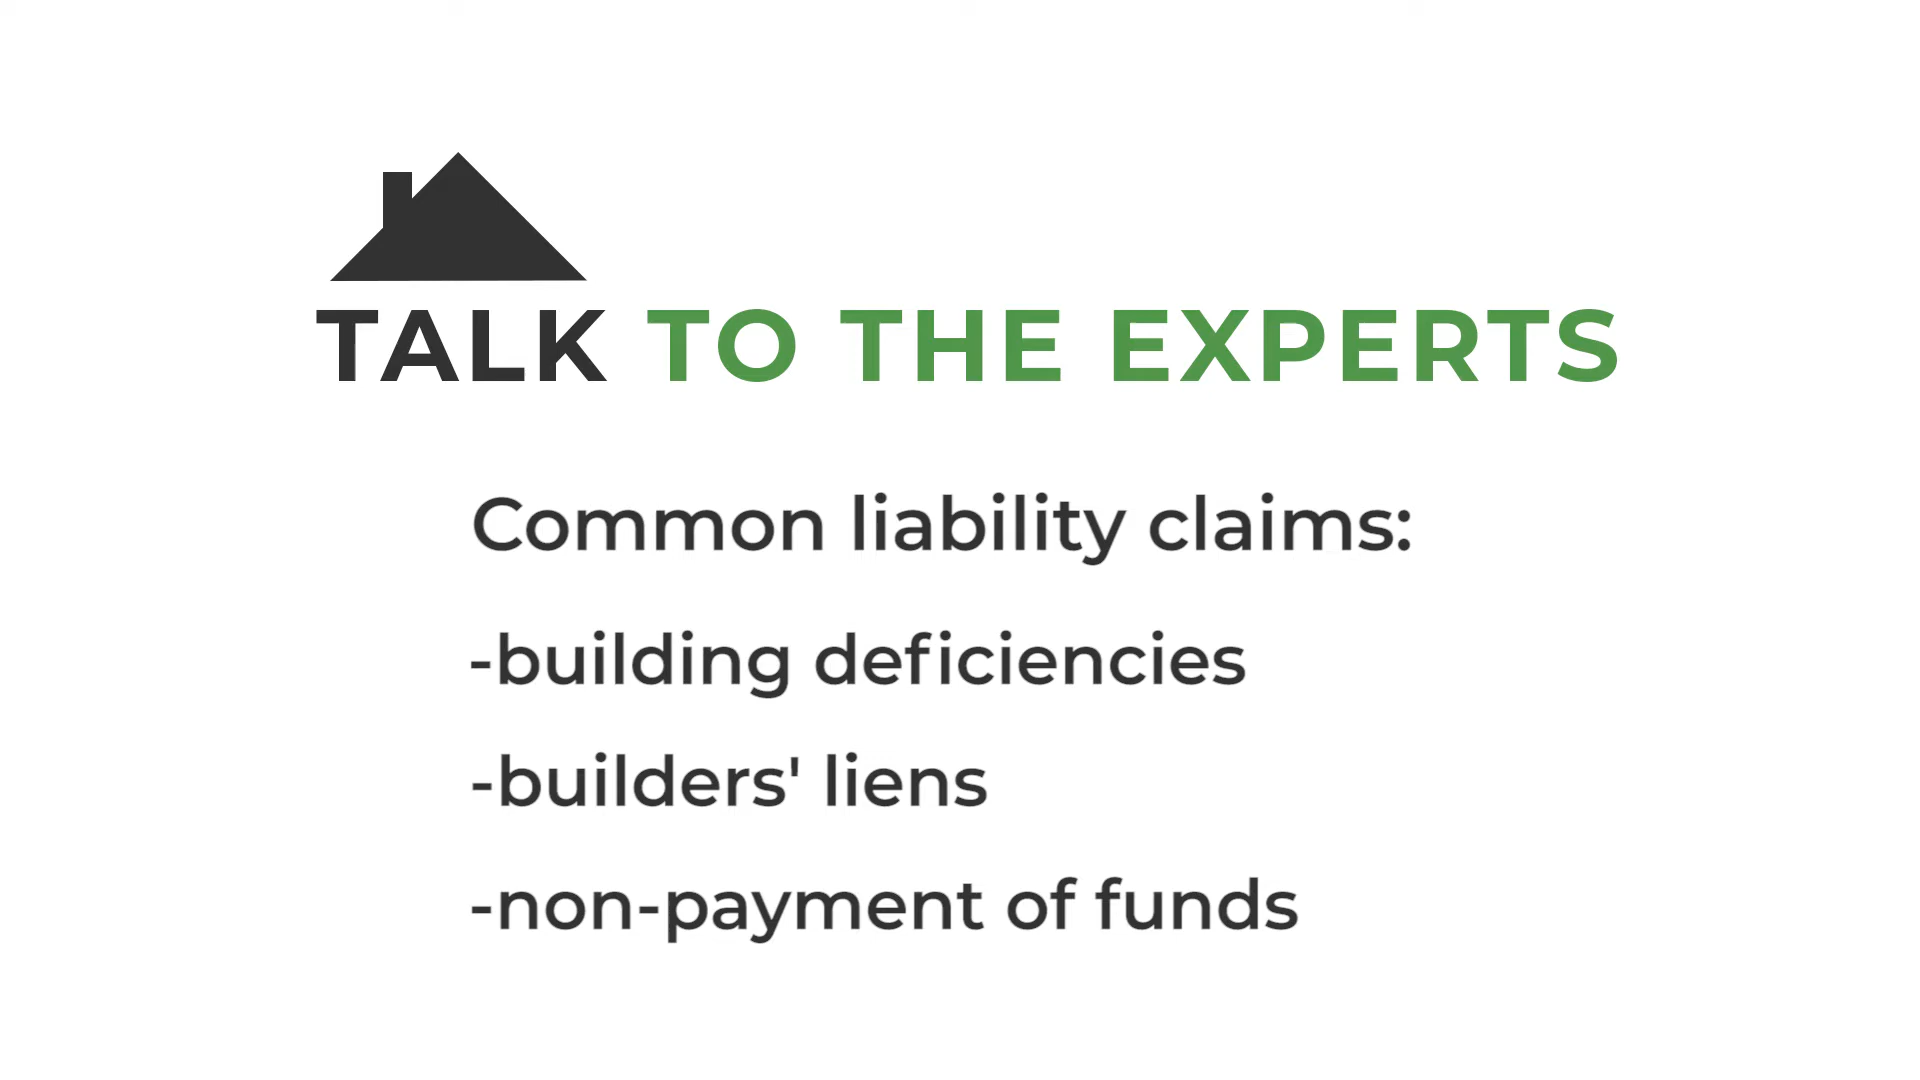 TALK TO THE EXPERTS
Common liability claims:
-building deficiencies
-builders' liens
-non-payment of funds